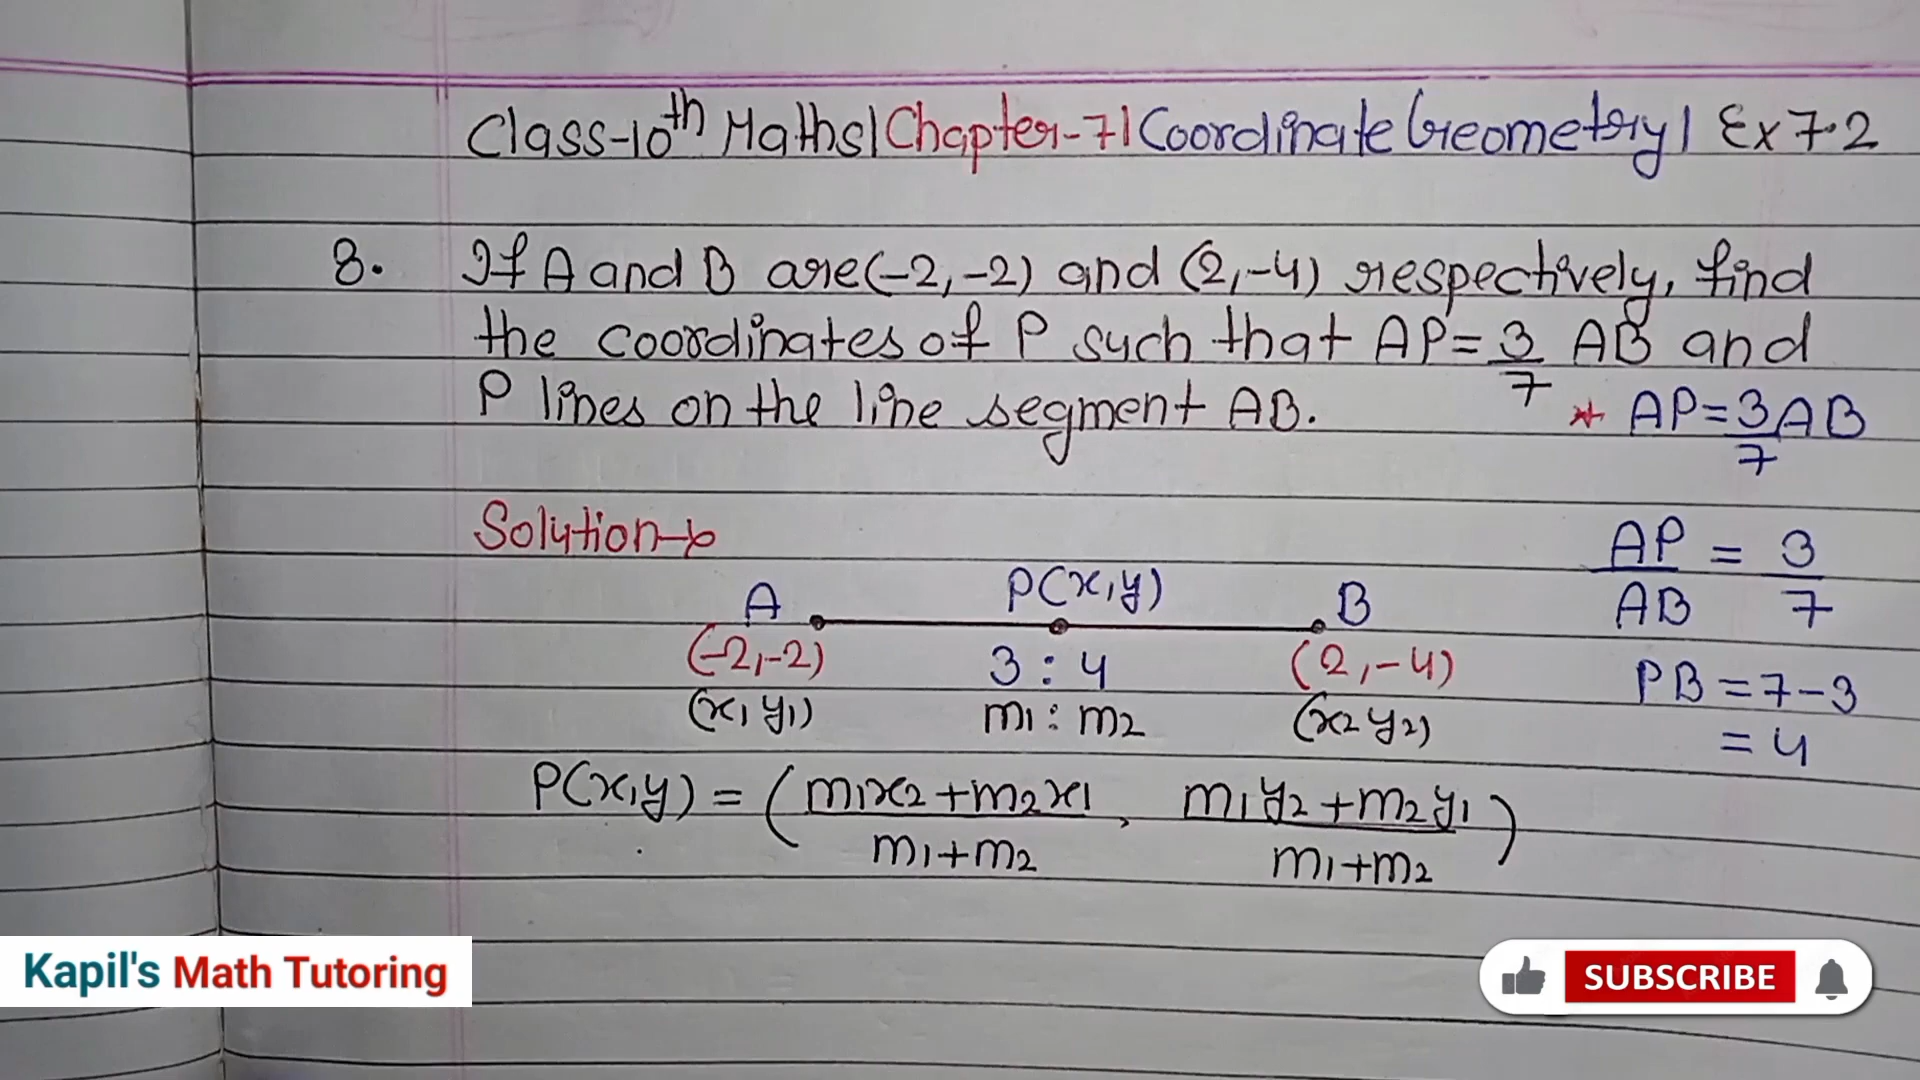 Class-10th Maths|Chapter-7|Coordinate Geometry| Ex 7.2
8. If A and B are (-2,-2) and (2,-4) respectively, find
the coordinates of P such that AP = 3/7 AB and
P lines on the line segment AB.
* AP = 3/7 AB
Solution→
AP/AB = 3/7
A P(x,y) B
(-2,-2) 3 : 4 (2,-4)
(x1 y1) m1 : m2 (x2 y2)
PB = 7-3
= 4
P(x,y) = (m1x2+m2x1/m1+m2, m1y2+m2y1/m1+m2)
Kapil's Math Tutoring
SUBSCRIBE